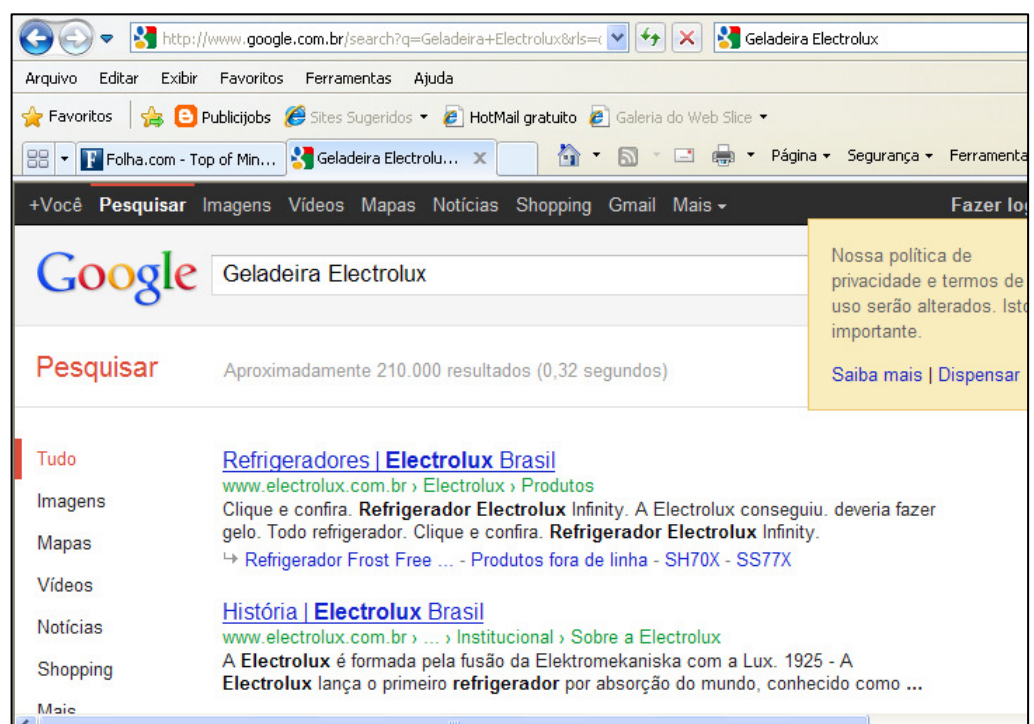 http://www.google.com.br/search?q=Geladeira+Electrolux&rls=
Geladeira Electrolux
Arquivo Editar Exibir Favoritos Ferramentas Ajuda
Favoritos Publicijobs Sites Sugeridos HotMail gratuito Galeria do Web Slice
Folha.com - Top of Min... Geladeira Electrolu... X Página Segurança Ferramenta
+Você Pesquisar Imagens Vídeos Mapas Notícias Shopping Gmail Mais Fazer lo
Google Geladeira Electrolux
Nossa política de
privacidade e termos de
uso serão alterados. Isto
importante.
Saiba mais | Dispensar
Pesquisar Aproximadamente 210.000 resultados (0,32 segundos)
Tudo
Imagens
Mapas
Vídeos
Notícias
Shopping
Mais
Refrigeradores | Electrolux Brasil
www.electrolux.com.br › Electrolux › Produtos
Clique e confira. Refrigerador Electrolux Infinity. A Electrolux conseguiu. deveria fazer
gelo. Todo refrigerador. Clique e confira. Refrigerador Electrolux Infinity.
↳ Refrigerador Frost Free ... - Produtos fora de linha - SH70X - SS77X
História | Electrolux Brasil
www.electrolux.com.br › ... › Institucional › Sobre a Electrolux
A Electrolux é formada pela fusão da Elektromekaniska com a Lux. 1925 - A
Electrolux lança o primeiro refrigerador por absorção do mundo, conhecido como ...